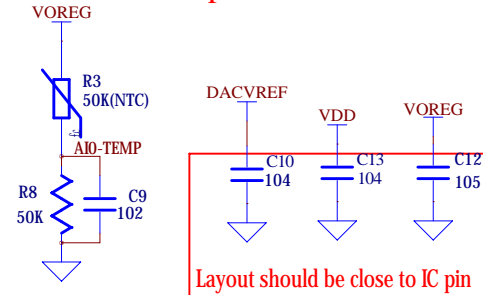 VOREG
R3
50K(NTC)
AI0-TEMP
R8
50K
C9
102
DACVREF
C10
104
VDD
C13
104
VOREG
C12
105
Layout should be close to IC pin